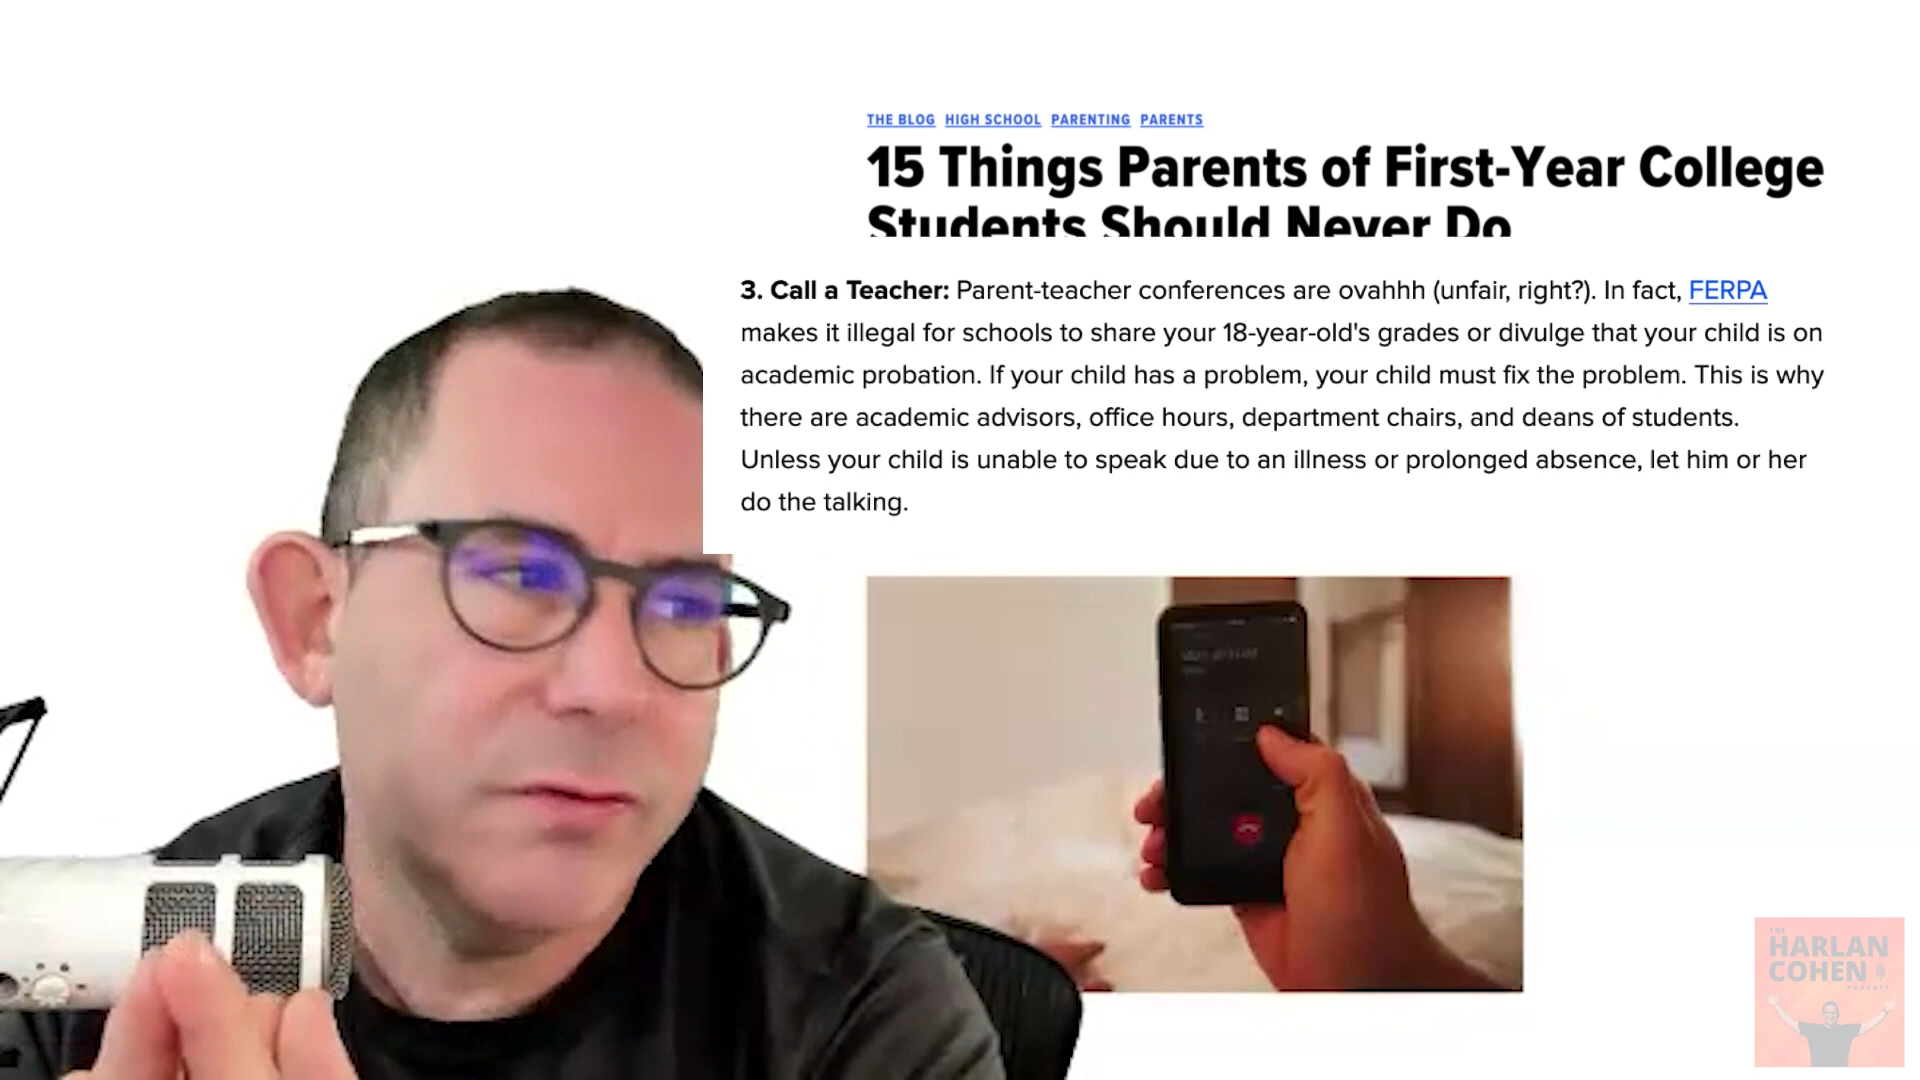 THE BLOG HIGH SCHOOL PARENTING PARENTS
15 Things Parents of First-Year College
Students Should Never Do
3. Call a Teacher: Parent-teacher conferences are ovahhh (unfair, right?). In fact, FERPA
makes it illegal for schools to share your 18-year-old's grades or divulge that your child is on
academic probation. If your child has a problem, your child must fix the problem. This is why
there are academic advisors, office hours, department chairs, and deans of students.
Unless your child is unable to speak due to an illness or prolonged absence, let him or her
do the talking.
THE
HARLAN
COHEN
PODCAST